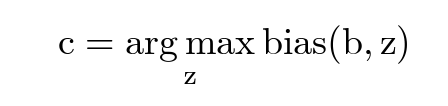 c = arg max bias(b, z)
z